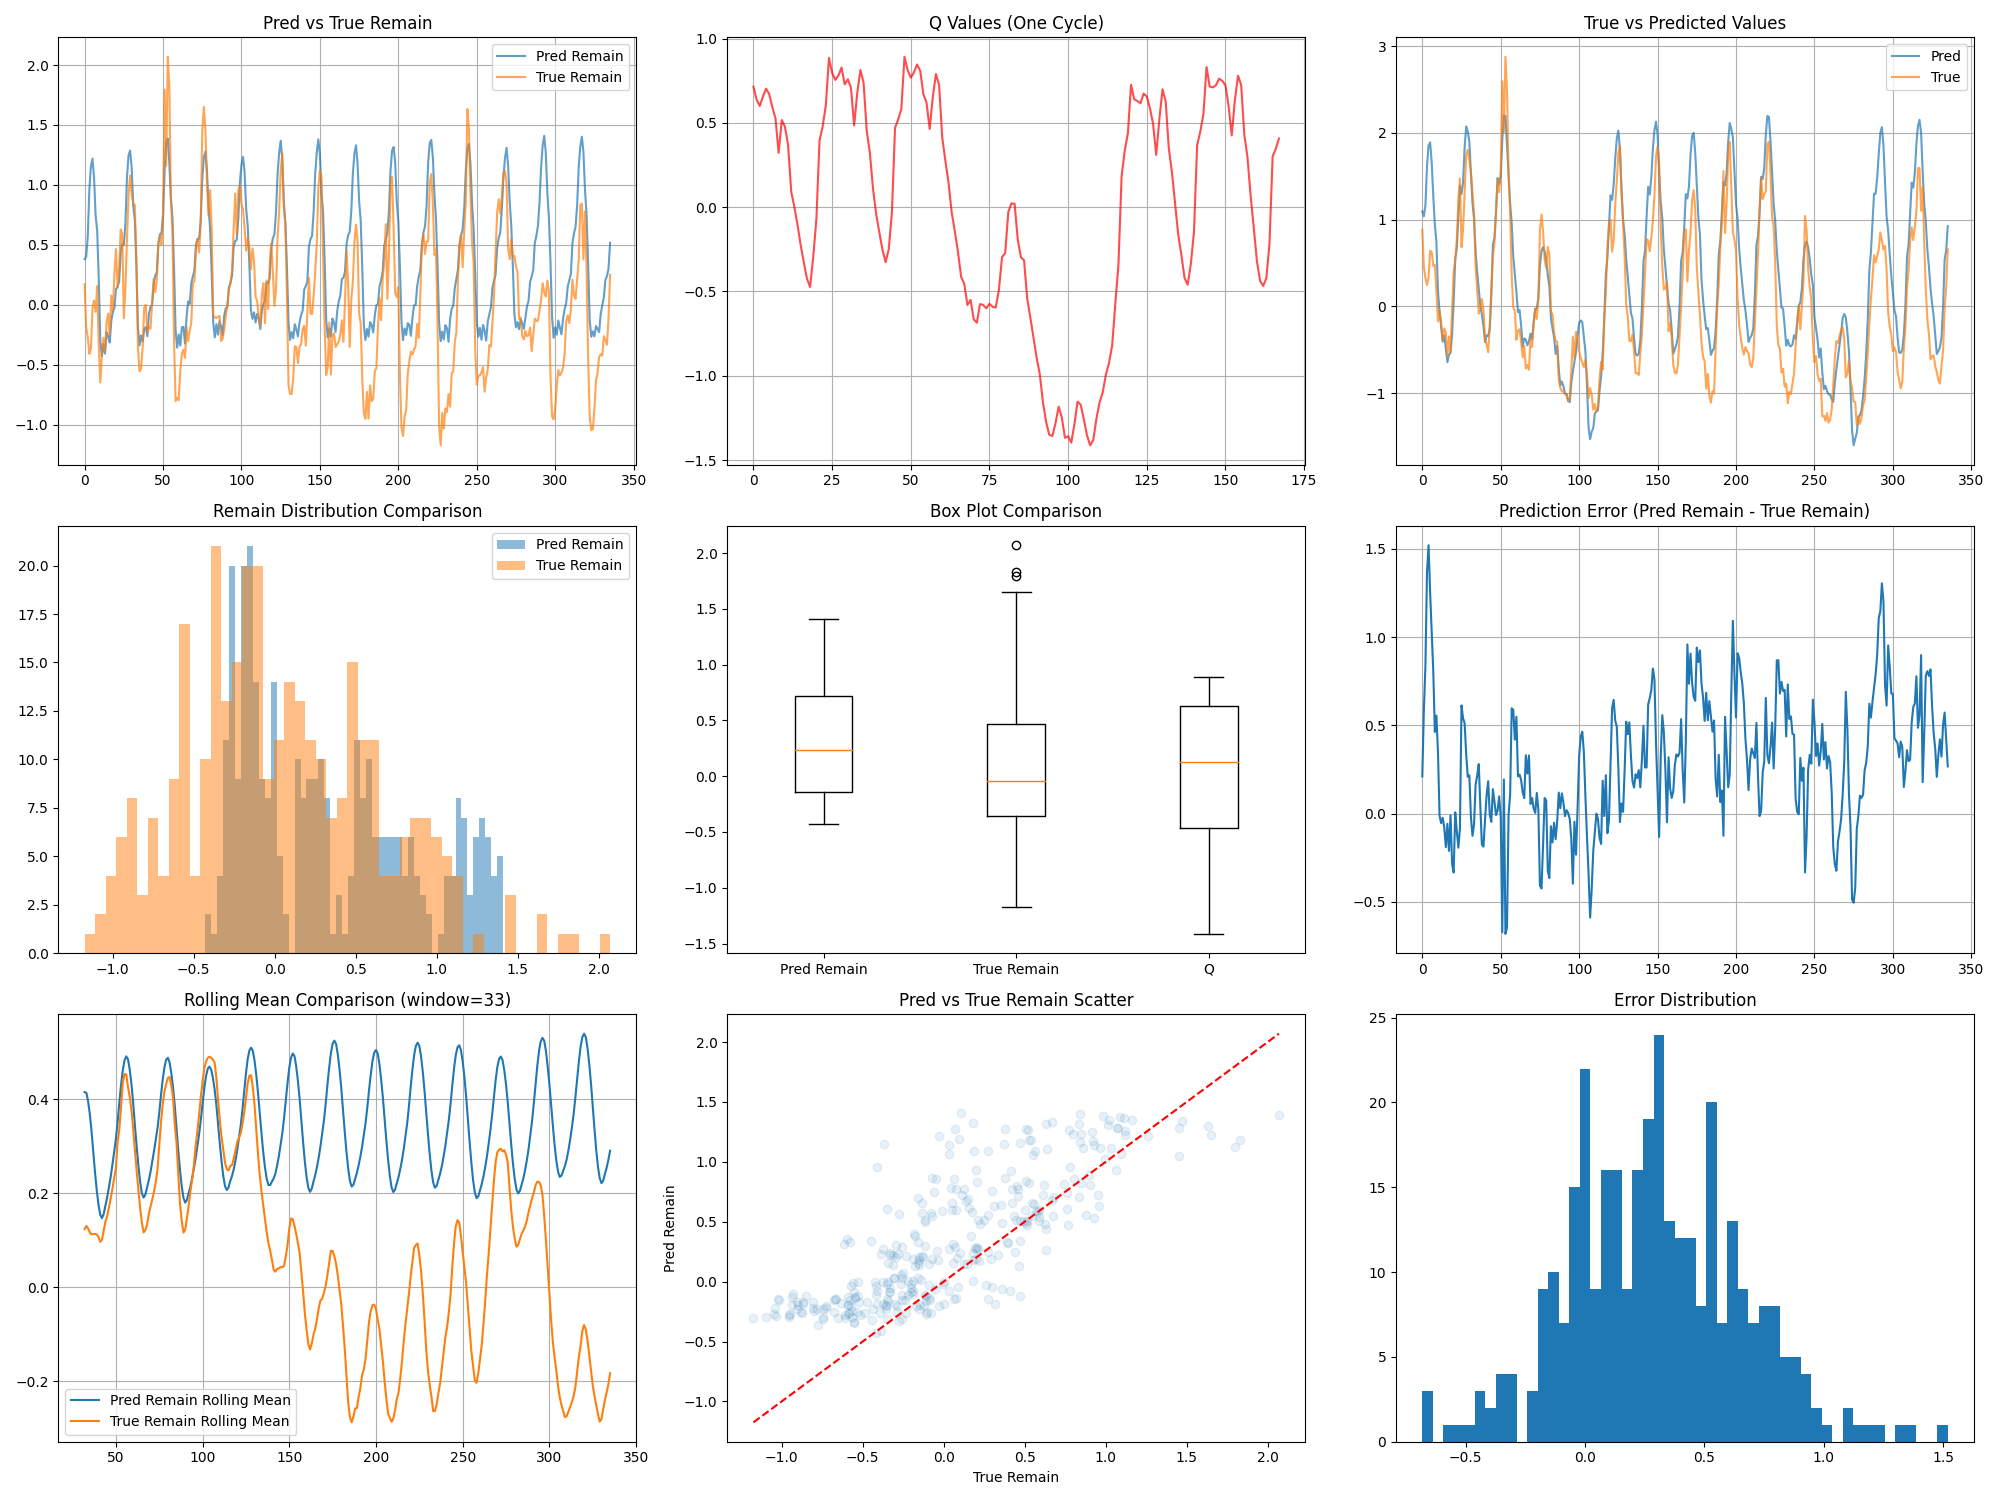 Pred vs True Remain
Pred Remain
True Remain
2.0
1.5
1.0
0.5
0.0
−0.5
−1.0
0 50 100 150 200 250 300 350
Q Values (One Cycle)
1.0
0.5
0.0
−0.5
−1.0
−1.5
0 25 50 75 100 125 150 175
True vs Predicted Values
Pred
True
3
2
1
0
−1
0 50 100 150 200 250 300 350
Remain Distribution Comparison
Pred Remain
True Remain
20.0
17.5
15.0
12.5
10.0
7.5
5.0
2.5
0.0
−1.0 −0.5 0.0 0.5 1.0 1.5 2.0
Box Plot Comparison
2.0
1.5
1.0
0.5
0.0
−0.5
−1.0
−1.5
Pred Remain True Remain Q
Prediction Error (Pred Remain - True Remain)
1.5
1.0
0.5
0.0
−0.5
0 50 100 150 200 250 300 350
Rolling Mean Comparison (window=33)
0.4
0.2
0.0
−0.2
Pred Remain Rolling Mean
True Remain Rolling Mean
50 100 150 200 250 300 350
Pred vs True Remain Scatter
Pred Remain
2.0
1.5
1.0
0.5
0.0
−0.5
−1.0
−1.0 −0.5 0.0 0.5 1.0 1.5 2.0
True Remain
Error Distribution
25
20
15
10
5
0
−0.5 0.0 0.5 1.0 1.5